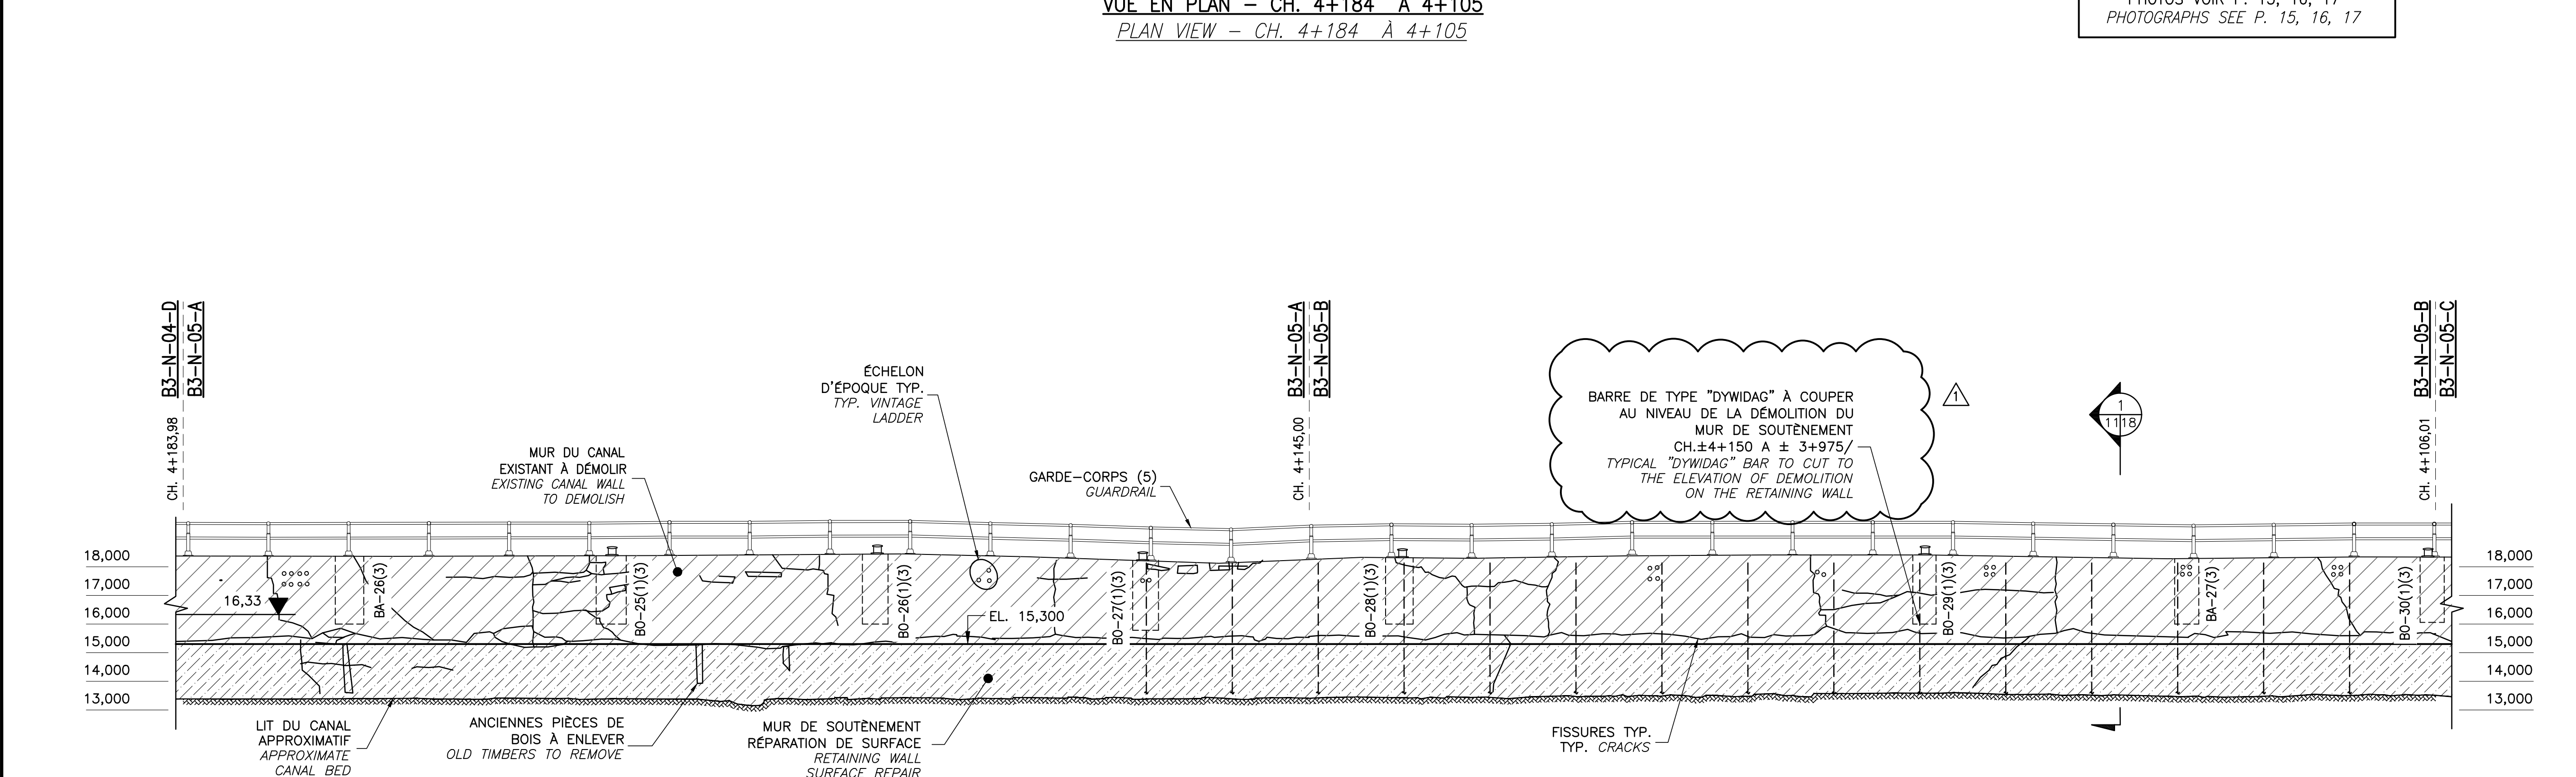 VUE EN PLAN – CH. 4+184 À 4+105
PLAN VIEW – CH. 4+184 À 4+105
PHOTOS VOIR P. 15, 16, 17
PHOTOGRAPHS SEE P. 15, 16, 17
B3-N-04-D
B3-N-05-A
CH. 4+183,98
B3-N-05-A
B3-N-05-B
CH. 4+145,00
B3-N-05-B
B3-N-05-C
CH. 4+106,01
ÉCHELON
D'ÉPOQUE TYP.
TYP. VINTAGE
LADDER
MUR DU CANAL
EXISTANT À DÉMOLIR
EXISTING CANAL WALL
TO DEMOLISH
GARDE-CORPS (5)
GUARDRAIL
BARRE DE TYPE "DYWIDAG" À COUPER
AU NIVEAU DE LA DÉMOLITION DU
MUR DE SOUTÈNEMENT
CH.±4+150 A ± 3+975/
TYPICAL "DYWIDAG" BAR TO CUT TO
THE ELEVATION OF DEMOLITION
ON THE RETAINING WALL
1
1
1118
18,000
17,000
16,000
15,000
14,000
13,000
16,33
BA-26(3)
BO-25(1)(3)
BO-26(1)(3)
EL. 15,300
BO-27(1)(3)
BO-28(1)(3)
BO-29(1)(3)
BA-27(3)
BO-30(1)(3)
18,000
17,000
16,000
15,000
14,000
13,000
LIT DU CANAL
APPROXIMATIF
APPROXIMATE
CANAL BED
ANCIENNES PIÈCES DE
BOIS À ENLEVER
OLD TIMBERS TO REMOVE
MUR DE SOUTÈNEMENT
RÉPARATION DE SURFACE
RETAINING WALL
SURFACE REPAIR
FISSURES TYP.
TYP. CRACKS